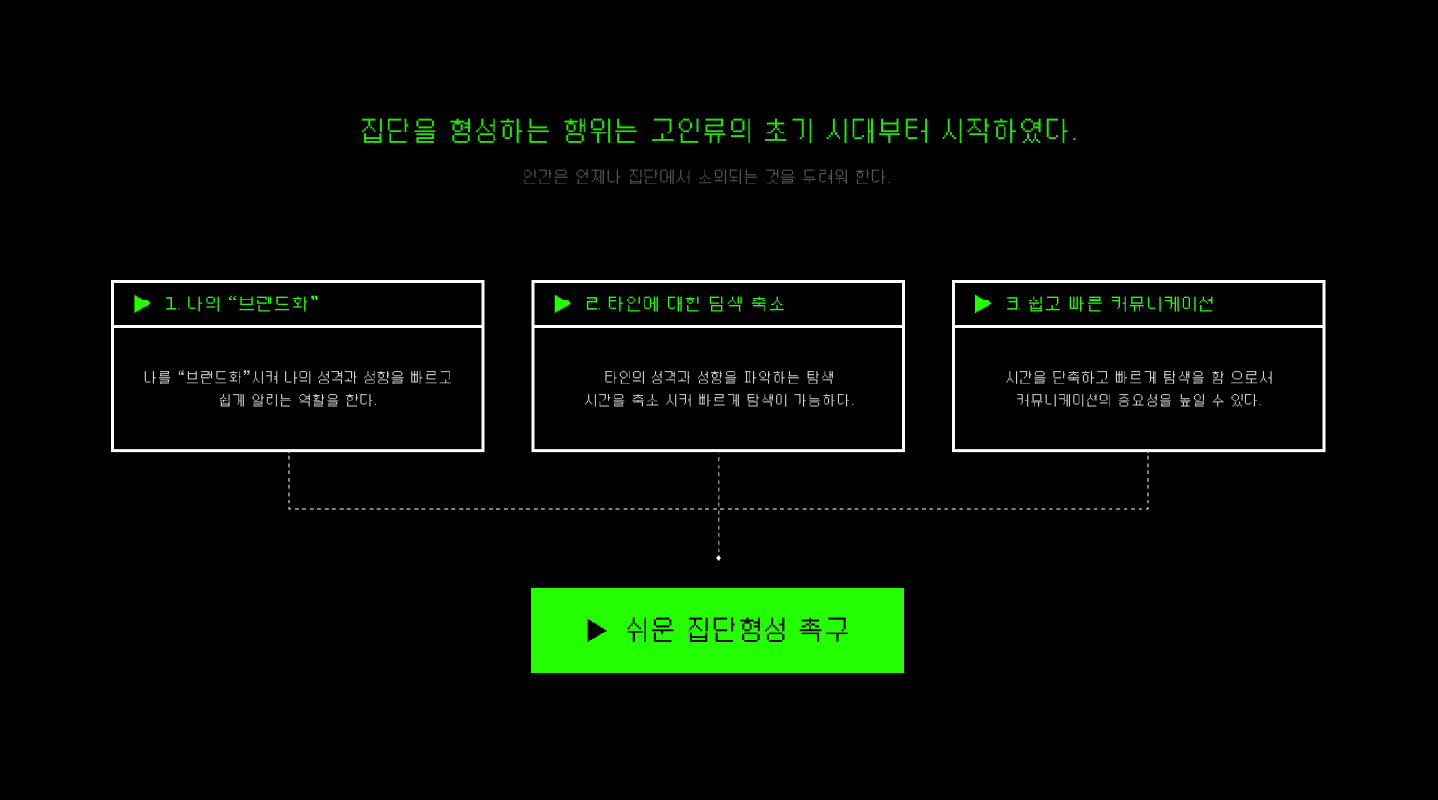 집단을 형성하는 행위는 고인류의 초기 시대부터 시작하였다.
인간은 언제나 집단에서 소외되는 것을 두려워 한다.
▶ 1. 나의 “브랜드화”
나를 “브랜드화”시켜 나의 성격과 성향을 빠르고
쉽게 알리는 역활을 한다.
▶ 2. 타인에 대한 탐색 축소
타인의 성격과 성향을 파악하는 탐색
시간을 축소 시켜 빠르게 탐색이 가능하다.
▶ 3. 쉽고 빠른 커뮤니케이션
시간을 단축하고 빠르게 탐색을 함 으로서
커뮤니케이션의 중요성을 높일 수 있다.
▶ 쉬운 집단형성 촉구